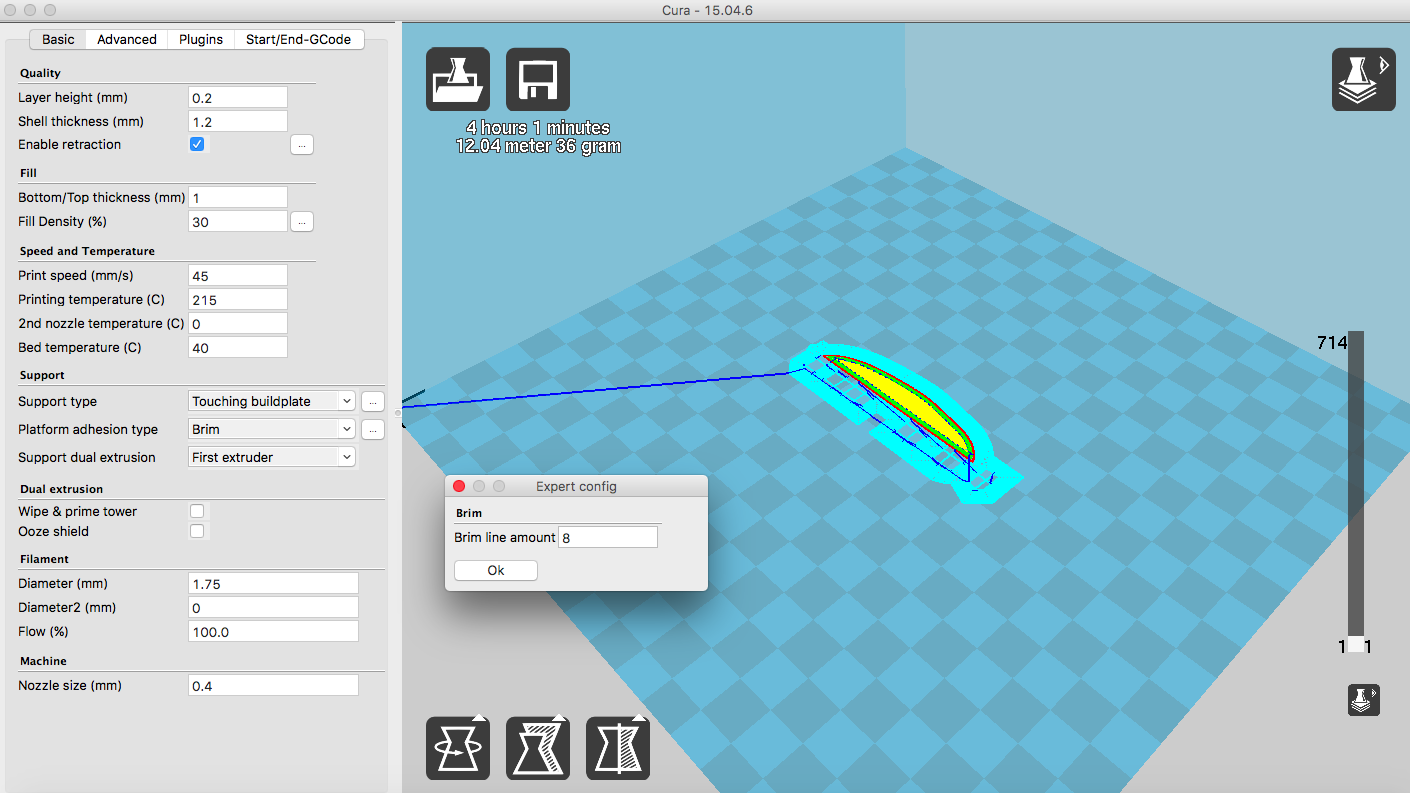 Cura - 15.04.6
Basic Advanced Plugins Start/End-GCode
Quality
Layer height (mm) 0.2
Shell thickness (mm) 1.2
Enable retraction ...
Fill
Bottom/Top thickness (mm) 1
Fill Density (%) 30 ...
Speed and Temperature
Print speed (mm/s) 45
Printing temperature (C) 215
2nd nozzle temperature (C) 0
Bed temperature (C) 40
Support
Support type Touching buildplate ...
Platform adhesion type Brim ...
Support dual extrusion First extruder
Dual extrusion
Wipe & prime tower
Ooze shield
Filament
Diameter (mm) 1.75
Diameter2 (mm) 0
Flow (%) 100.0
Machine
Nozzle size (mm) 0.4
4 hours 1 minutes
12.04 meter 36 gram
714
1 1
Expert config
Brim
Brim line amount 8
Ok